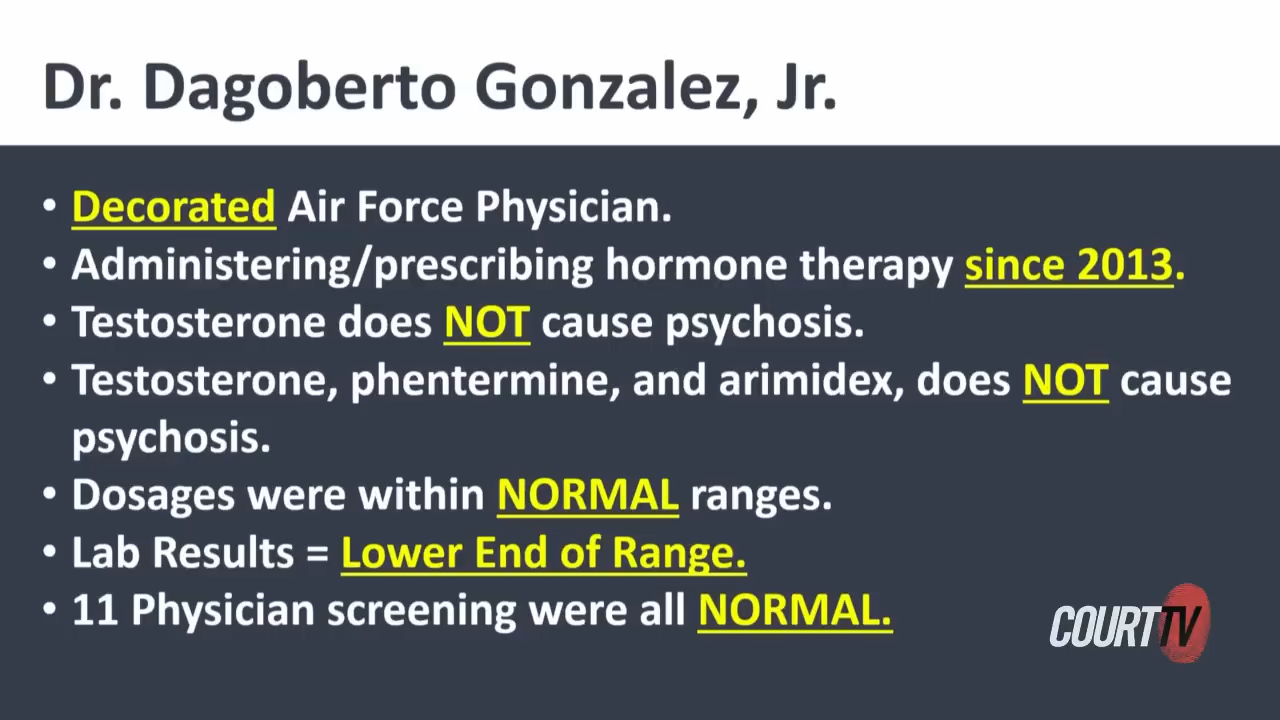 Dr. Dagoberto Gonzalez, Jr.
• Decorated Air Force Physician.
• Administering/prescribing hormone therapy since 2013.
• Testosterone does NOT cause psychosis.
• Testosterone, phentermine, and arimidex, does NOT cause
psychosis.
• Dosages were within NORMAL ranges.
• Lab Results = Lower End of Range.
• 11 Physician screening were all NORMAL.
COURT TV